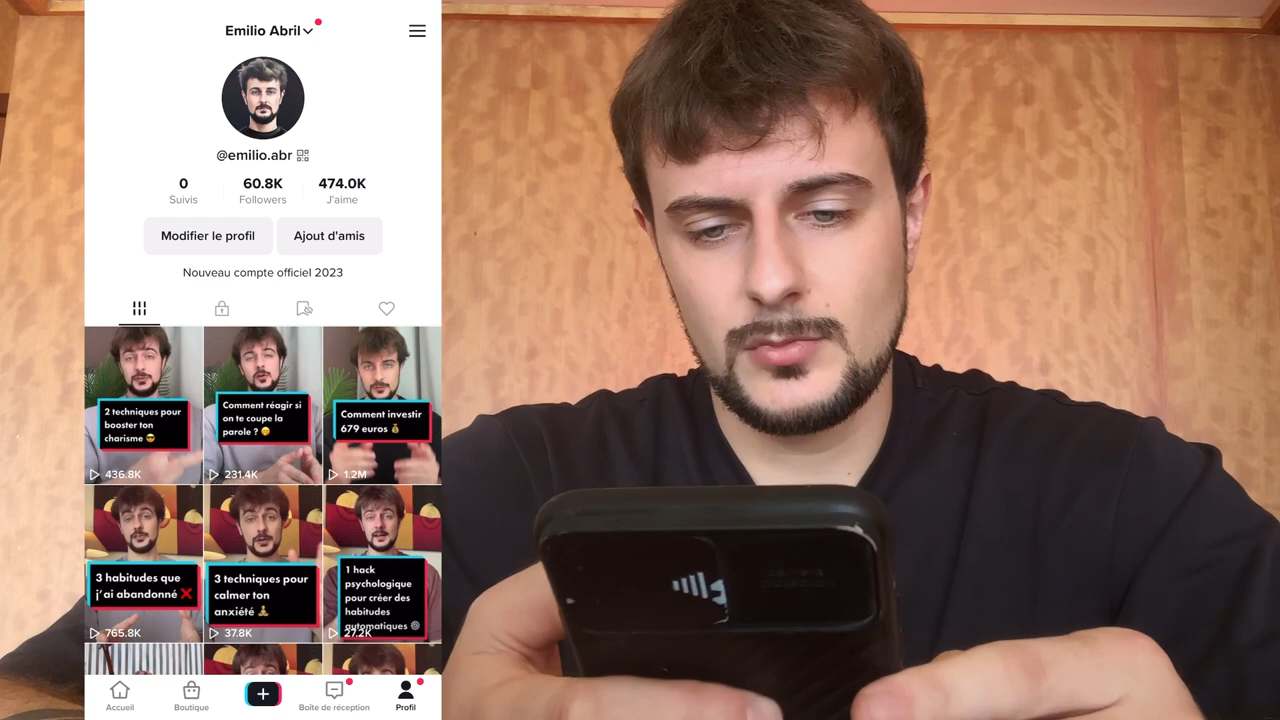 Emilio Abril
@emilio.abr
0
60.8K
474.0K
Suivis
Followers
J'aime
Modifier le profil
Ajout d'amis
Nouveau compte officiel 2023
2 techniques pour
booster ton
charisme 😎
436.8K
Comment réagir si
on te coupe la
parole ? 🤫
231.4K
Comment investir
679 euros 💰
1.2M
3 habitudes que
j'ai abandonné ❌
765.8K
3 techniques pour
calmer ton
anxiété 🧘
37.8K
1 hack
psychologique
pour créer des
habitudes
automatiques
27.2K
Accueil
Boutique
Boîte de réception
Profil